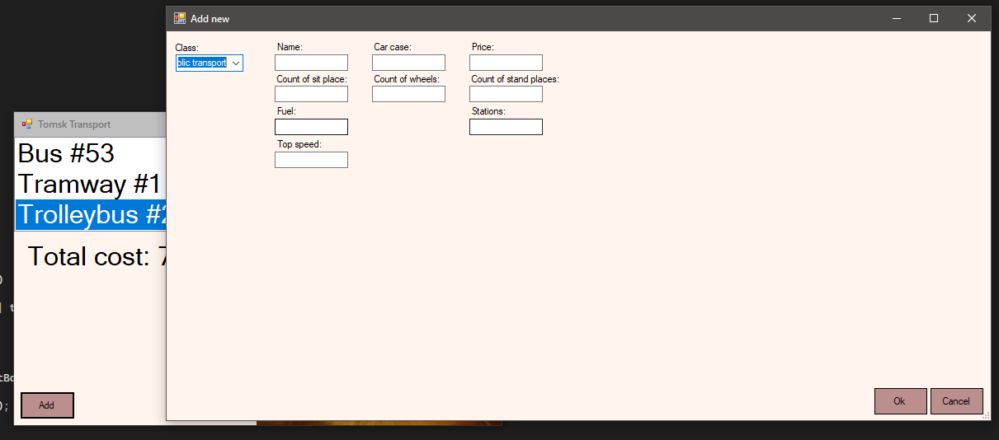 Add new
Class:
Name:
Car case:
Price:
blic transport
Count of sit place:
Count of wheels:
Count of stand places:
Fuel:
Stations:
Top speed:
Ok
Cancel
Tomsk Transport
Bus #53
Tramway #1
Trolleybus #2
Total cost: 7
Add
);